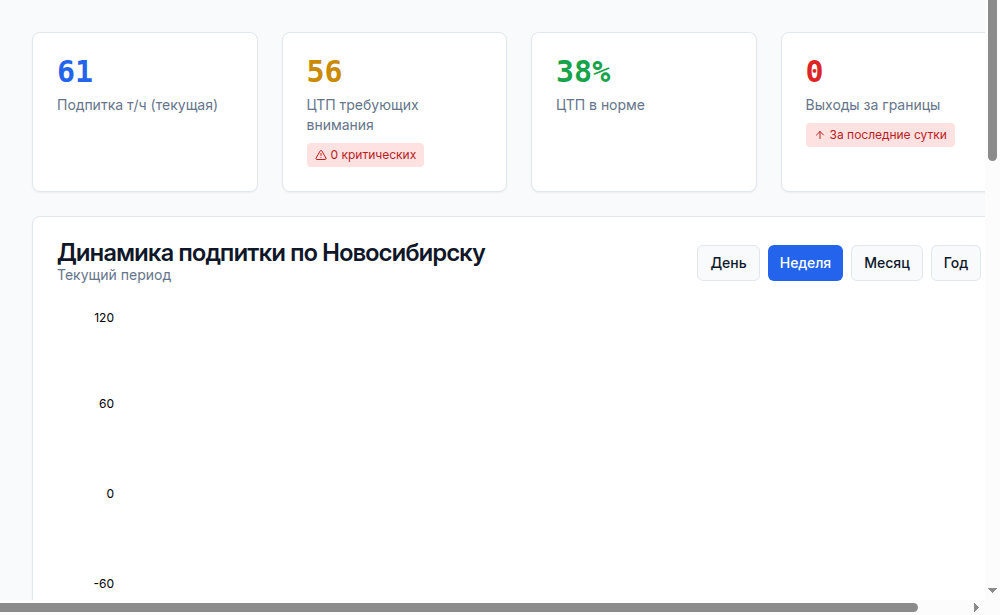 61
Подпитка т/ч (текущая)
56
ЦТП требующих
внимания
0 критических
38%
ЦТП в норме
0
Выходы за границы
↑ За последние сутки
Динамика подпитки по Новосибирску
Текущий период
День
Неделя
Месяц
Год
120
60
0
-60